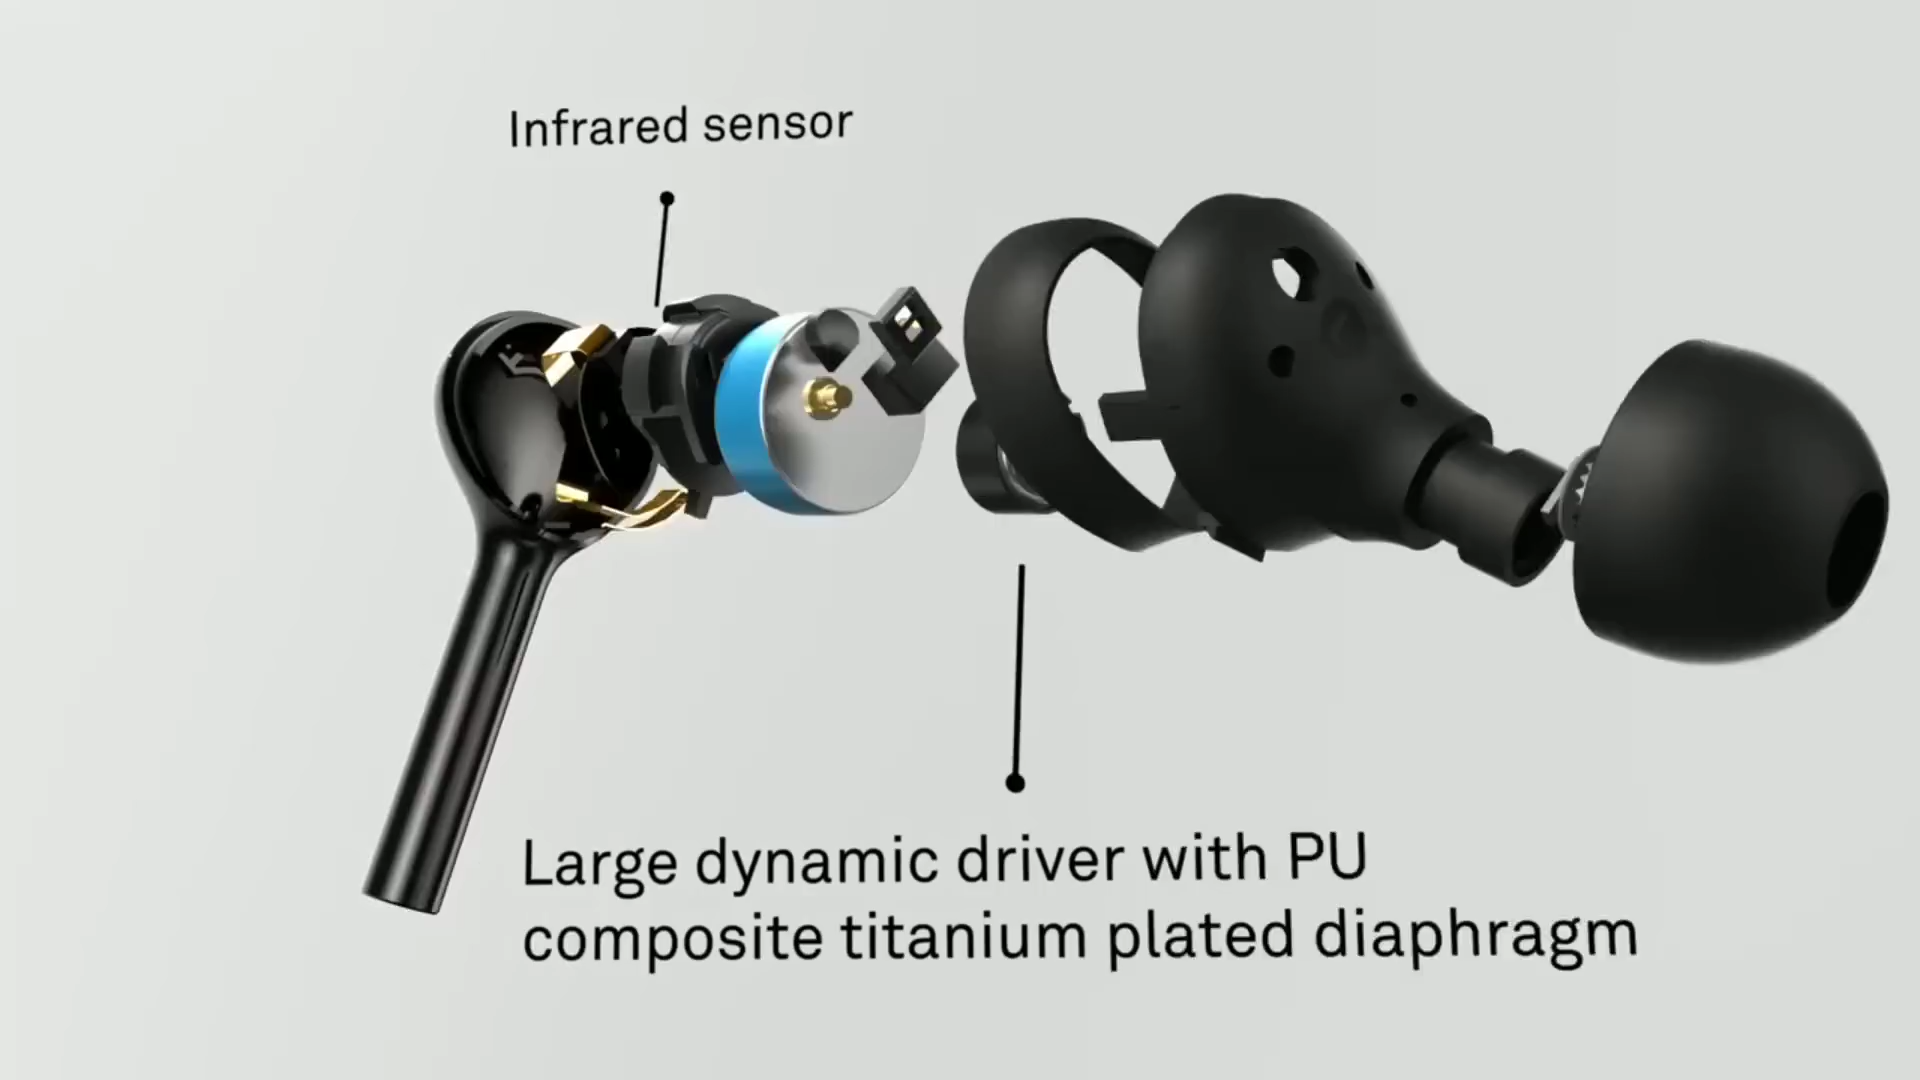 Infrared sensor
Large dynamic driver with PU
composite titanium plated diaphragm